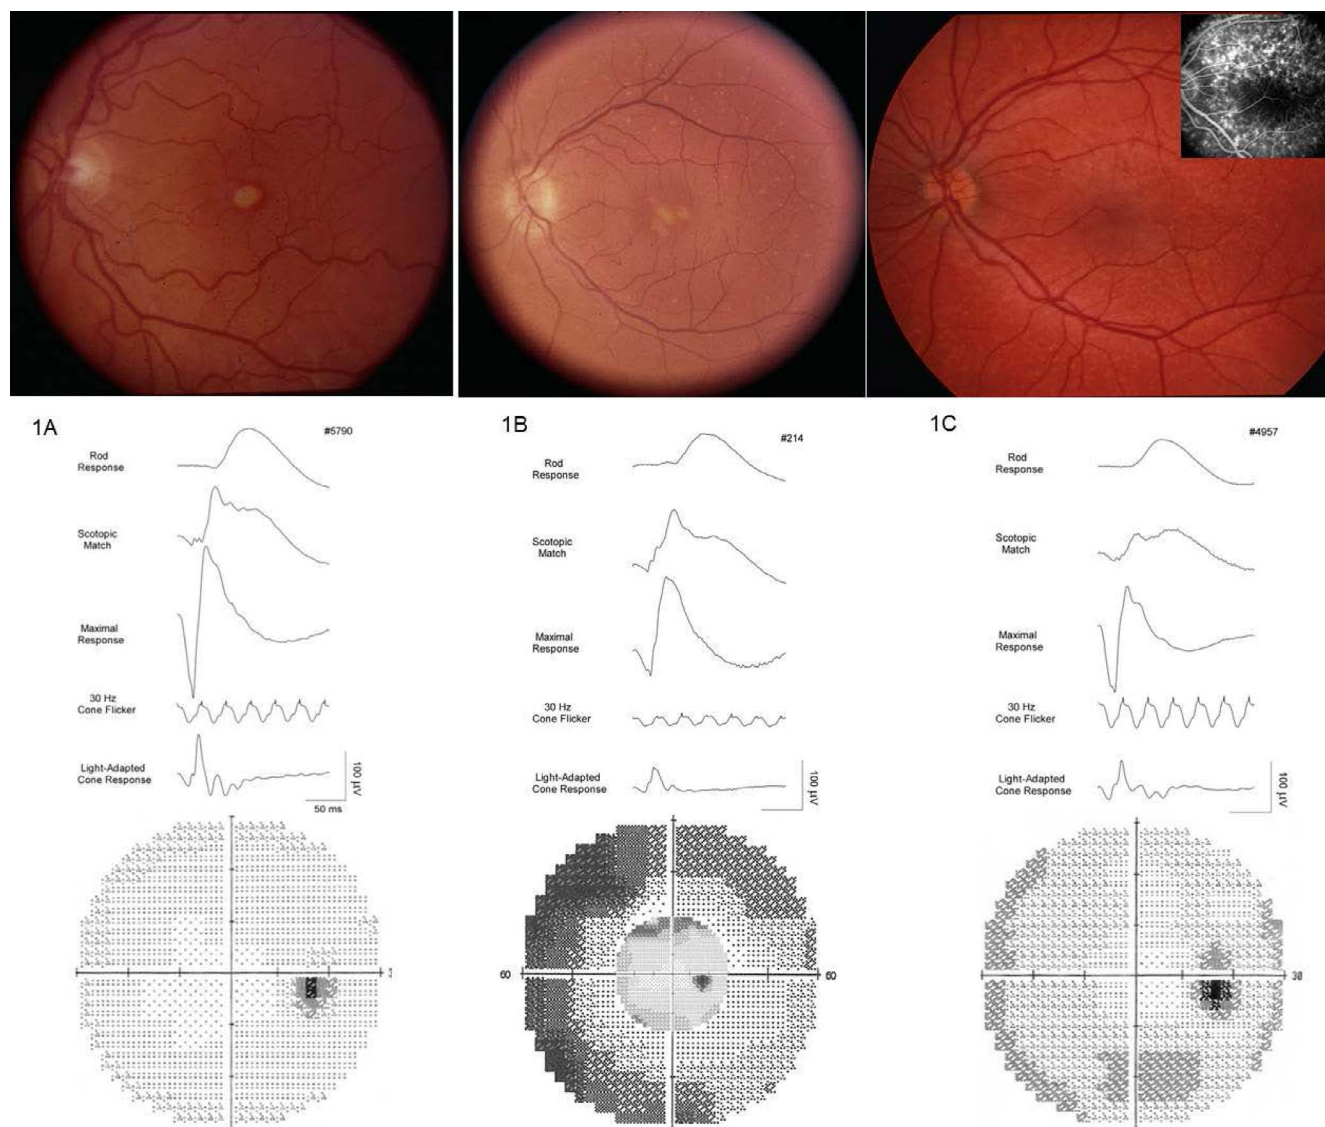 1A
#5790
Rod
Response
Scotopic
Match
Maximal
Response
30 Hz
Cone Flicker
Light-Adapted
Cone Response
100 µV
50 ms
1B
#214
Rod
Response
Scotopic
Match
Maximal
Response
30 Hz
Cone Flicker
Light-Adapted
Cone Response
100 µV
60
60
1C
#4957
Rod
Response
Scotopic
Match
Maximal
Response
30 Hz
Cone Flicker
Light-Adapted
Cone Response
100 µV
30